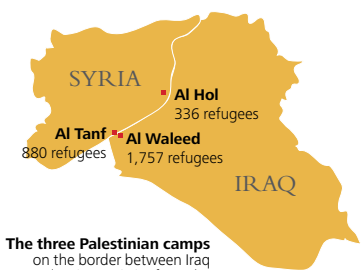 SYRIA
Al Hol
336 refugees
Al Tanf
880 refugees
Al Waleed
1,757 refugees
IRAQ
The three Palestinian camps
on the border between Iraq